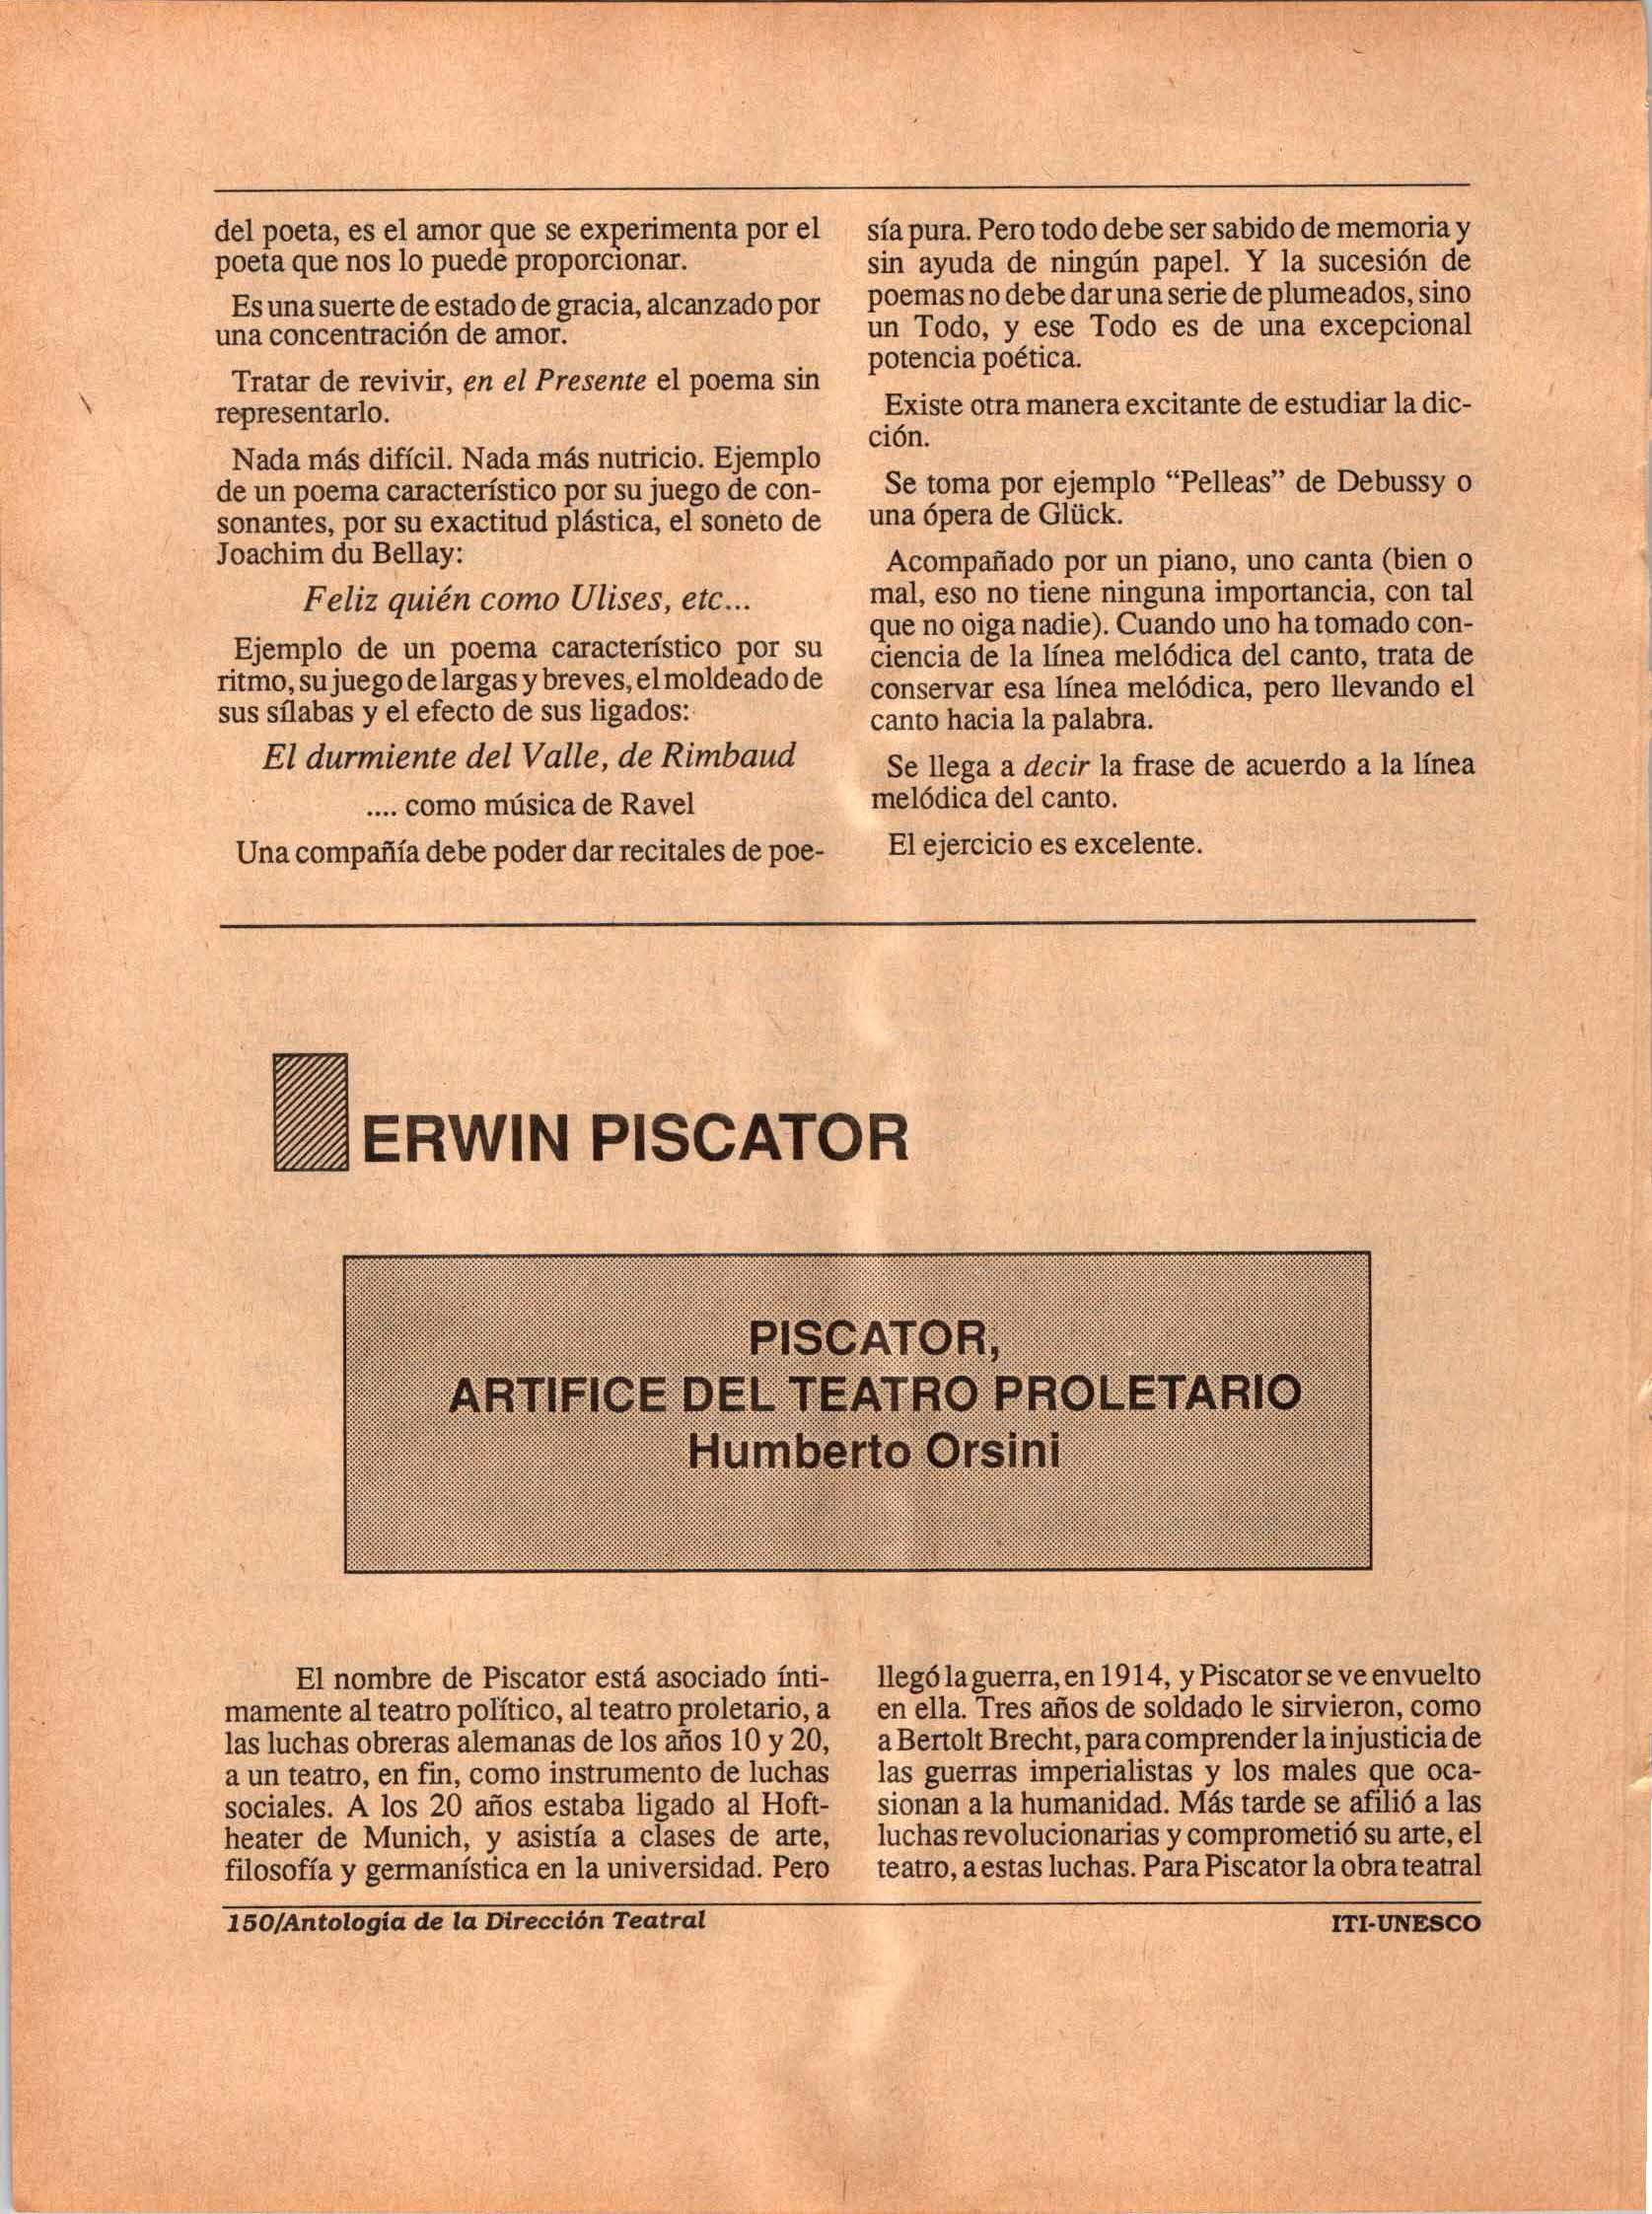 del poeta, es el amor que se experimenta por el
poeta que nos lo puede proporcionar.
Es una suerte de estado de gracia, alcanzado por
una concentración de amor.
Tratar de revivir, en el Presente el poema sin
representarlo.
Nada más difícil. Nada más nutricio. Ejemplo
de un poema característico por su juego de con-
sonantes, por su exactitud plástica, el soneto de
Joachim du Bellay:
Feliz quién como Ulises, etc...
Ejemplo de un poema característico por su
ritmo, su juego de largas y breves, el moldeado de
sus sílabas y el efecto de sus ligados:
El durmiente del Valle, de Rimbaud
.... como música de Ravel
Una compañía debe poder dar recitales de poe-
sía pura. Pero todo debe ser sabido de memoria y
sin ayuda de ningún papel. Y la sucesión de
poemas no debe dar una serie de plumeados, sino
un Todo, y ese Todo es de una excepcional
potencia poética.
Existe otra manera excitante de estudiar la dic-
ción.
Se toma por ejemplo “Pelleas” de Debussy o
una ópera de Glück.
Acompañado por un piano, uno canta (bien o
mal, eso no tiene ninguna importancia, con tal
que no oiga nadie). Cuando uno ha tomado con-
ciencia de la línea melódica del canto, trata de
conservar esa línea melódica, pero llevando el
canto hacia la palabra.
Se llega a decir la frase de acuerdo a la línea
melódica del canto.
El ejercicio es excelente.
ERWIN PISCATOR
PISCATOR,
ARTIFICE DEL TEATRO PROLETARIO
Humberto Orsini
El nombre de Piscator está asociado ínti-
mamente al teatro político, al teatro proletario, a
las luchas obreras alemanas de los años 10 y 20,
a un teatro, en fin, como instrumento de luchas
sociales. A los 20 años estaba ligado al Hoft-
heater de Munich, y asistía a clases de arte,
filosofía y germanística en la universidad. Pero
llegó la guerra, en 1914, y Piscator se ve envuelto
en ella. Tres años de soldado le sirvieron, como
a Bertolt Brecht, para comprender la injusticia de
las guerras imperialistas y los males que oca-
sionan a la humanidad. Más tarde se afilió a las
luchas revolucionarias y comprometió su arte, el
teatro, a estas luchas. Para Piscator la obra teatral
150/Antología de la Dirección Teatral
ITI-UNESCO